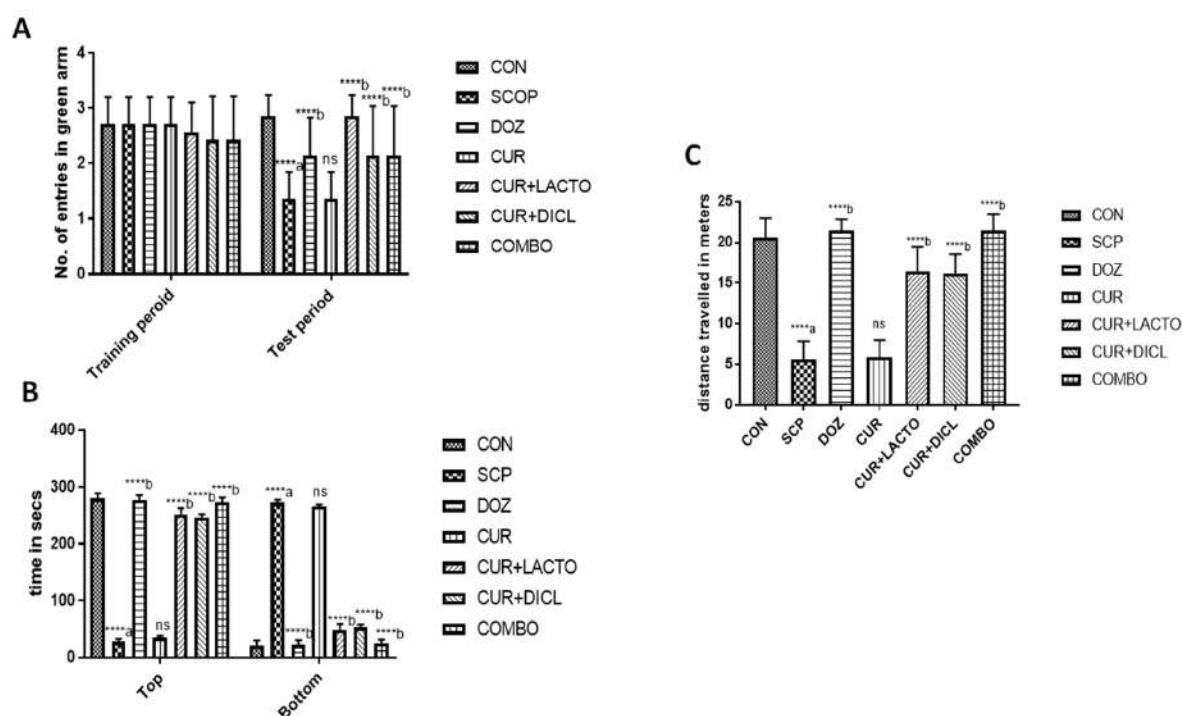 A
No. of entries in green arm
4
3
2
1
0
****a
****b
ns
****b
****b
****b
Training peroid
Test period
CON
SCOP
DOZ
CUR
CUR+LACTO
CUR+DICL
COMBO
B
time in secs
400
300
200
100
0
****a
****b
ns
****b
****b
****b
****a
****b
ns
****b
****b
****b
Top
Bottom
CON
SCP
DOZ
CUR
CUR+LACTO
CUR+DICL
COMBO
C
distance travelled in meters
25
20
15
10
5
0
****a
****b
ns
****b
****b
****b
CON
SCP
DOZ
CUR
CUR+LACTO
CUR+DICL
COMBO
CON
SCP
DOZ
CUR
CUR+LACTO
CUR+DICL
COMBO